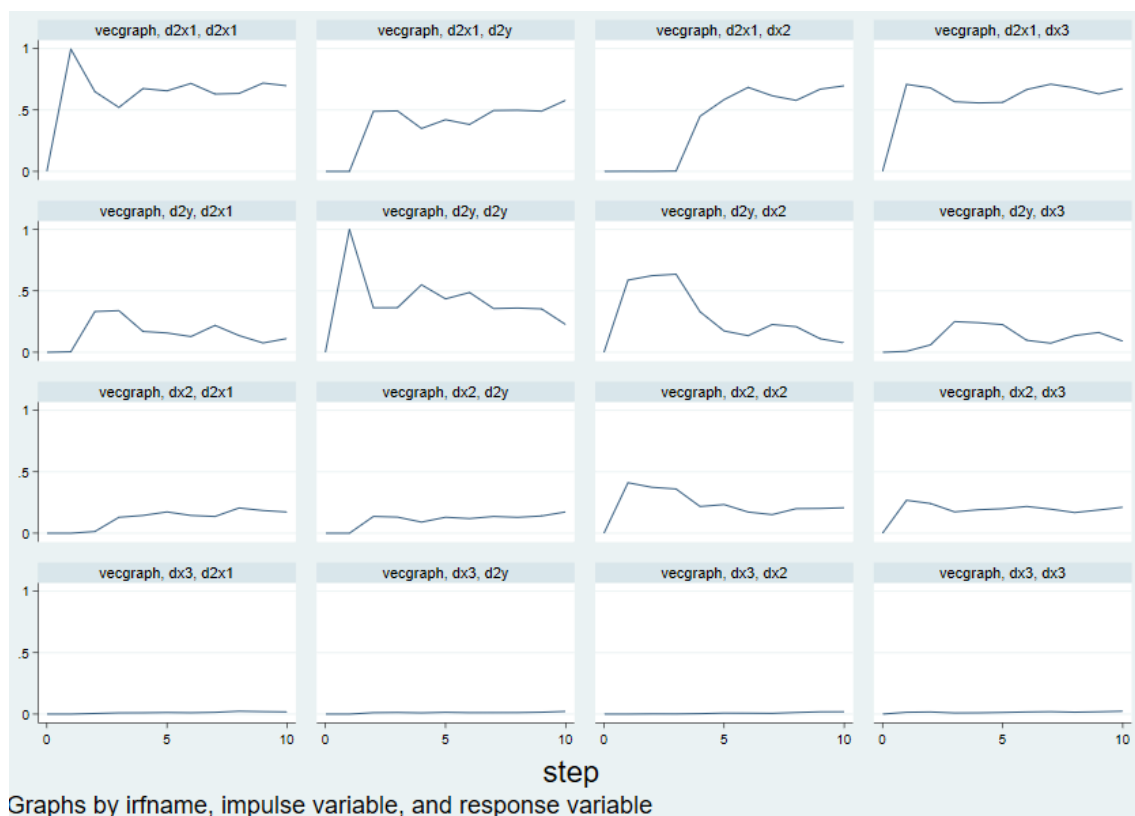 vecgraph, d2x1, d2x1 vecgraph, d2x1, d2y vecgraph, d2x1, dx2 vecgraph, d2x1, dx3
1
.5
0
vecgraph, d2y, d2x1 vecgraph, d2y, d2y vecgraph, d2y, dx2 vecgraph, d2y, dx3
1
.5
0
vecgraph, dx2, d2x1 vecgraph, dx2, d2y vecgraph, dx2, dx2 vecgraph, dx2, dx3
1
.5
0
vecgraph, dx3, d2x1 vecgraph, dx3, d2y vecgraph, dx3, dx2 vecgraph, dx3, dx3
1
.5
0
0 5 10 0 5 10 0 5 10 0 5 10
step
Graphs by irfname, impulse variable, and response variable